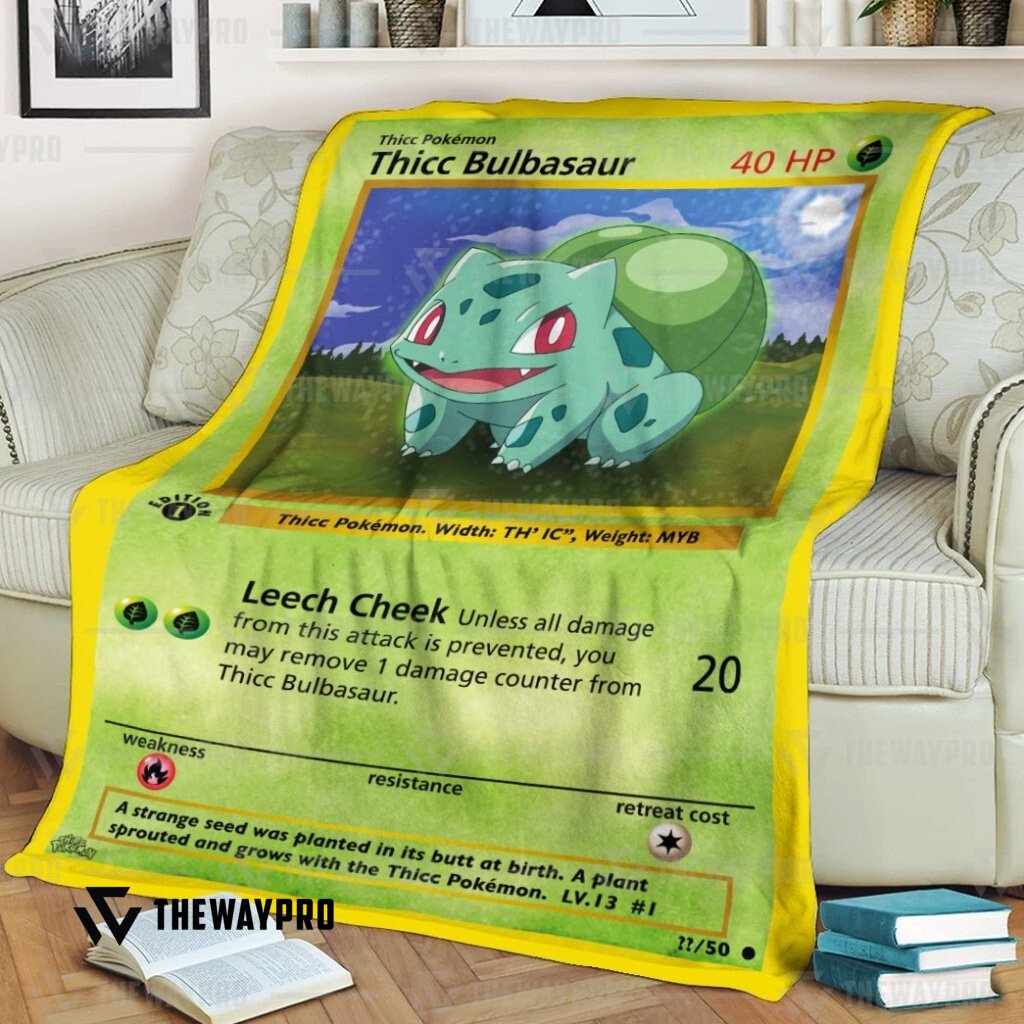 THEWAYPRO
Thicc Pokémon
Thicc Bulbasaur
40 HP
EDITION
1
Thicc Pokémon. Width: TH' IC", Weight: MYB
Leech Cheek Unless all damage
from this attack is prevented, you
may remove 1 damage counter from
Thicc Bulbasaur.
20
weakness
resistance
retreat cost
A strange seed was planted in its butt at birth. A plant
sprouted and grows with the Thicc Pokémon. LV.13 #1
THICC
POKÉMON
??/50
THEWAYPRO